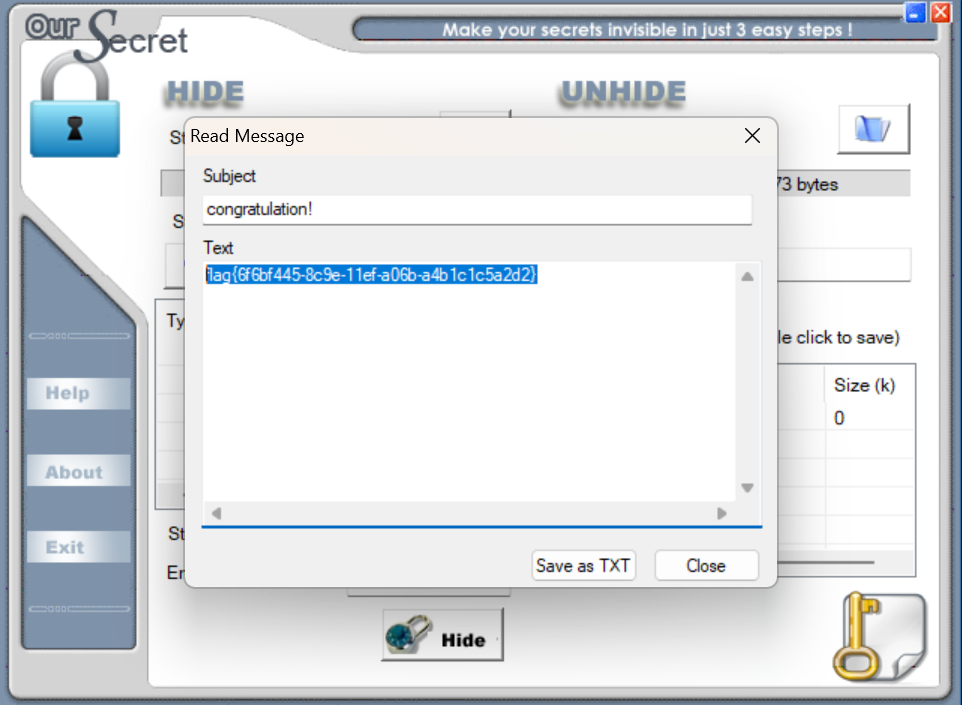 Our Secret
Make your secrets invisible in just 3 easy steps !
HIDE
UNHIDE
Read Message
Subject
congratulation!
Text
flag{6f6bf445-8c9e-11ef-a06b-a4b1c1c5a2d2}
73 bytes
le click to save)
Ty
Size (k)
0
Help
About
Exit
St
En
Save as TXT
Close
Hide